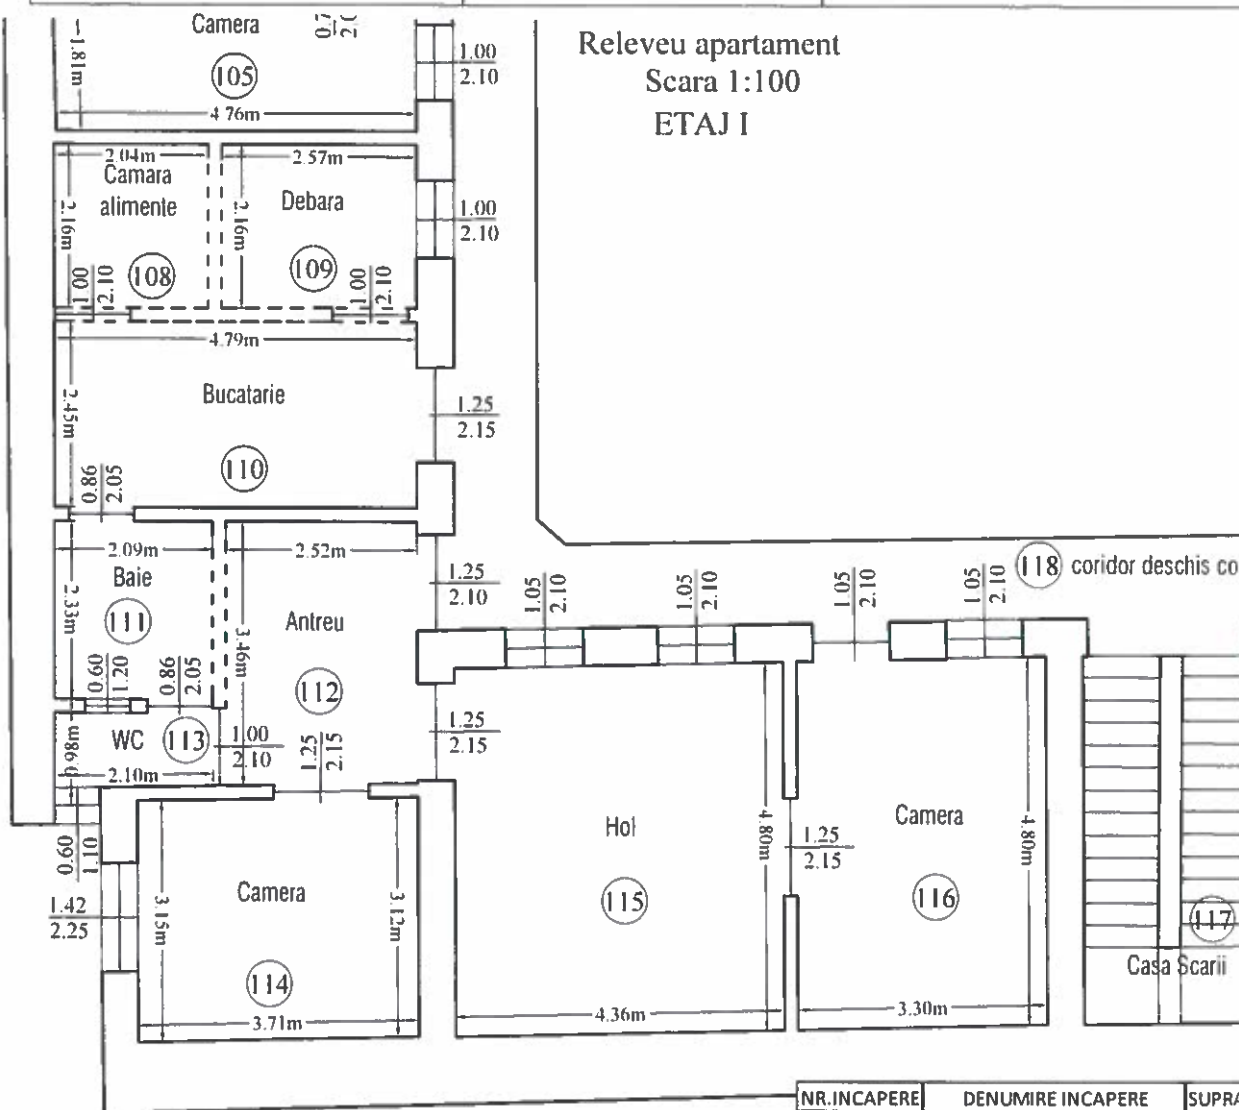 Releveu apartament
Scara 1:100
ETAJ I
Camera
105
1.81m
4.76m
1.00
2.10
2.04m
Camara
alimente
2.16m
108
1.00
2.10
2.57m
Debara
2.16m
109
1.00
2.10
1.00
2.10
4.79m
Bucatarie
2.45m
110
1.25
2.15
0.86
2.05
2.09m
Baie
2.33m
111
0.60
1.20
0.86
2.05
2.52m
Antreu
3.46m
112
1.25
2.10
1.25
2.15
WC
113
0.98m
2.10m
1.00
2.10
1.25
2.15
0.60
1.10
1.42
2.25
Camera
3.15m
3.12m
114
3.71m
1.05
2.10
1.05
2.10
1.05
2.10
1.05
2.10
118 coridor deschis co
Hol
115
4.80m
4.36m
1.25
2.15
Camera
116
4.80m
3.30m
117
Casa Scarii
NR.INCAPERE DENUMIRE INCAPERE SUPRA